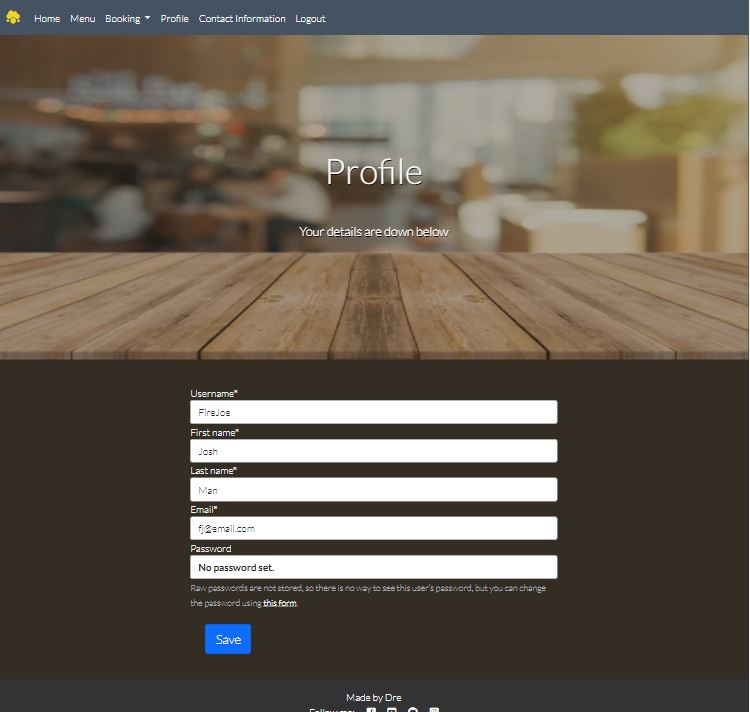 Home Menu Booking Profile Contact Information Logout
Profile
Your details are down below
Username*
FireJoe
First name*
Josh
Last name*
Man
Email*
fj@email.com
Password
No password set.
Raw passwords are not stored, so there is no way to see this user's password, but you can change
the password using this form.
Save
Made by Dre
Follow me: